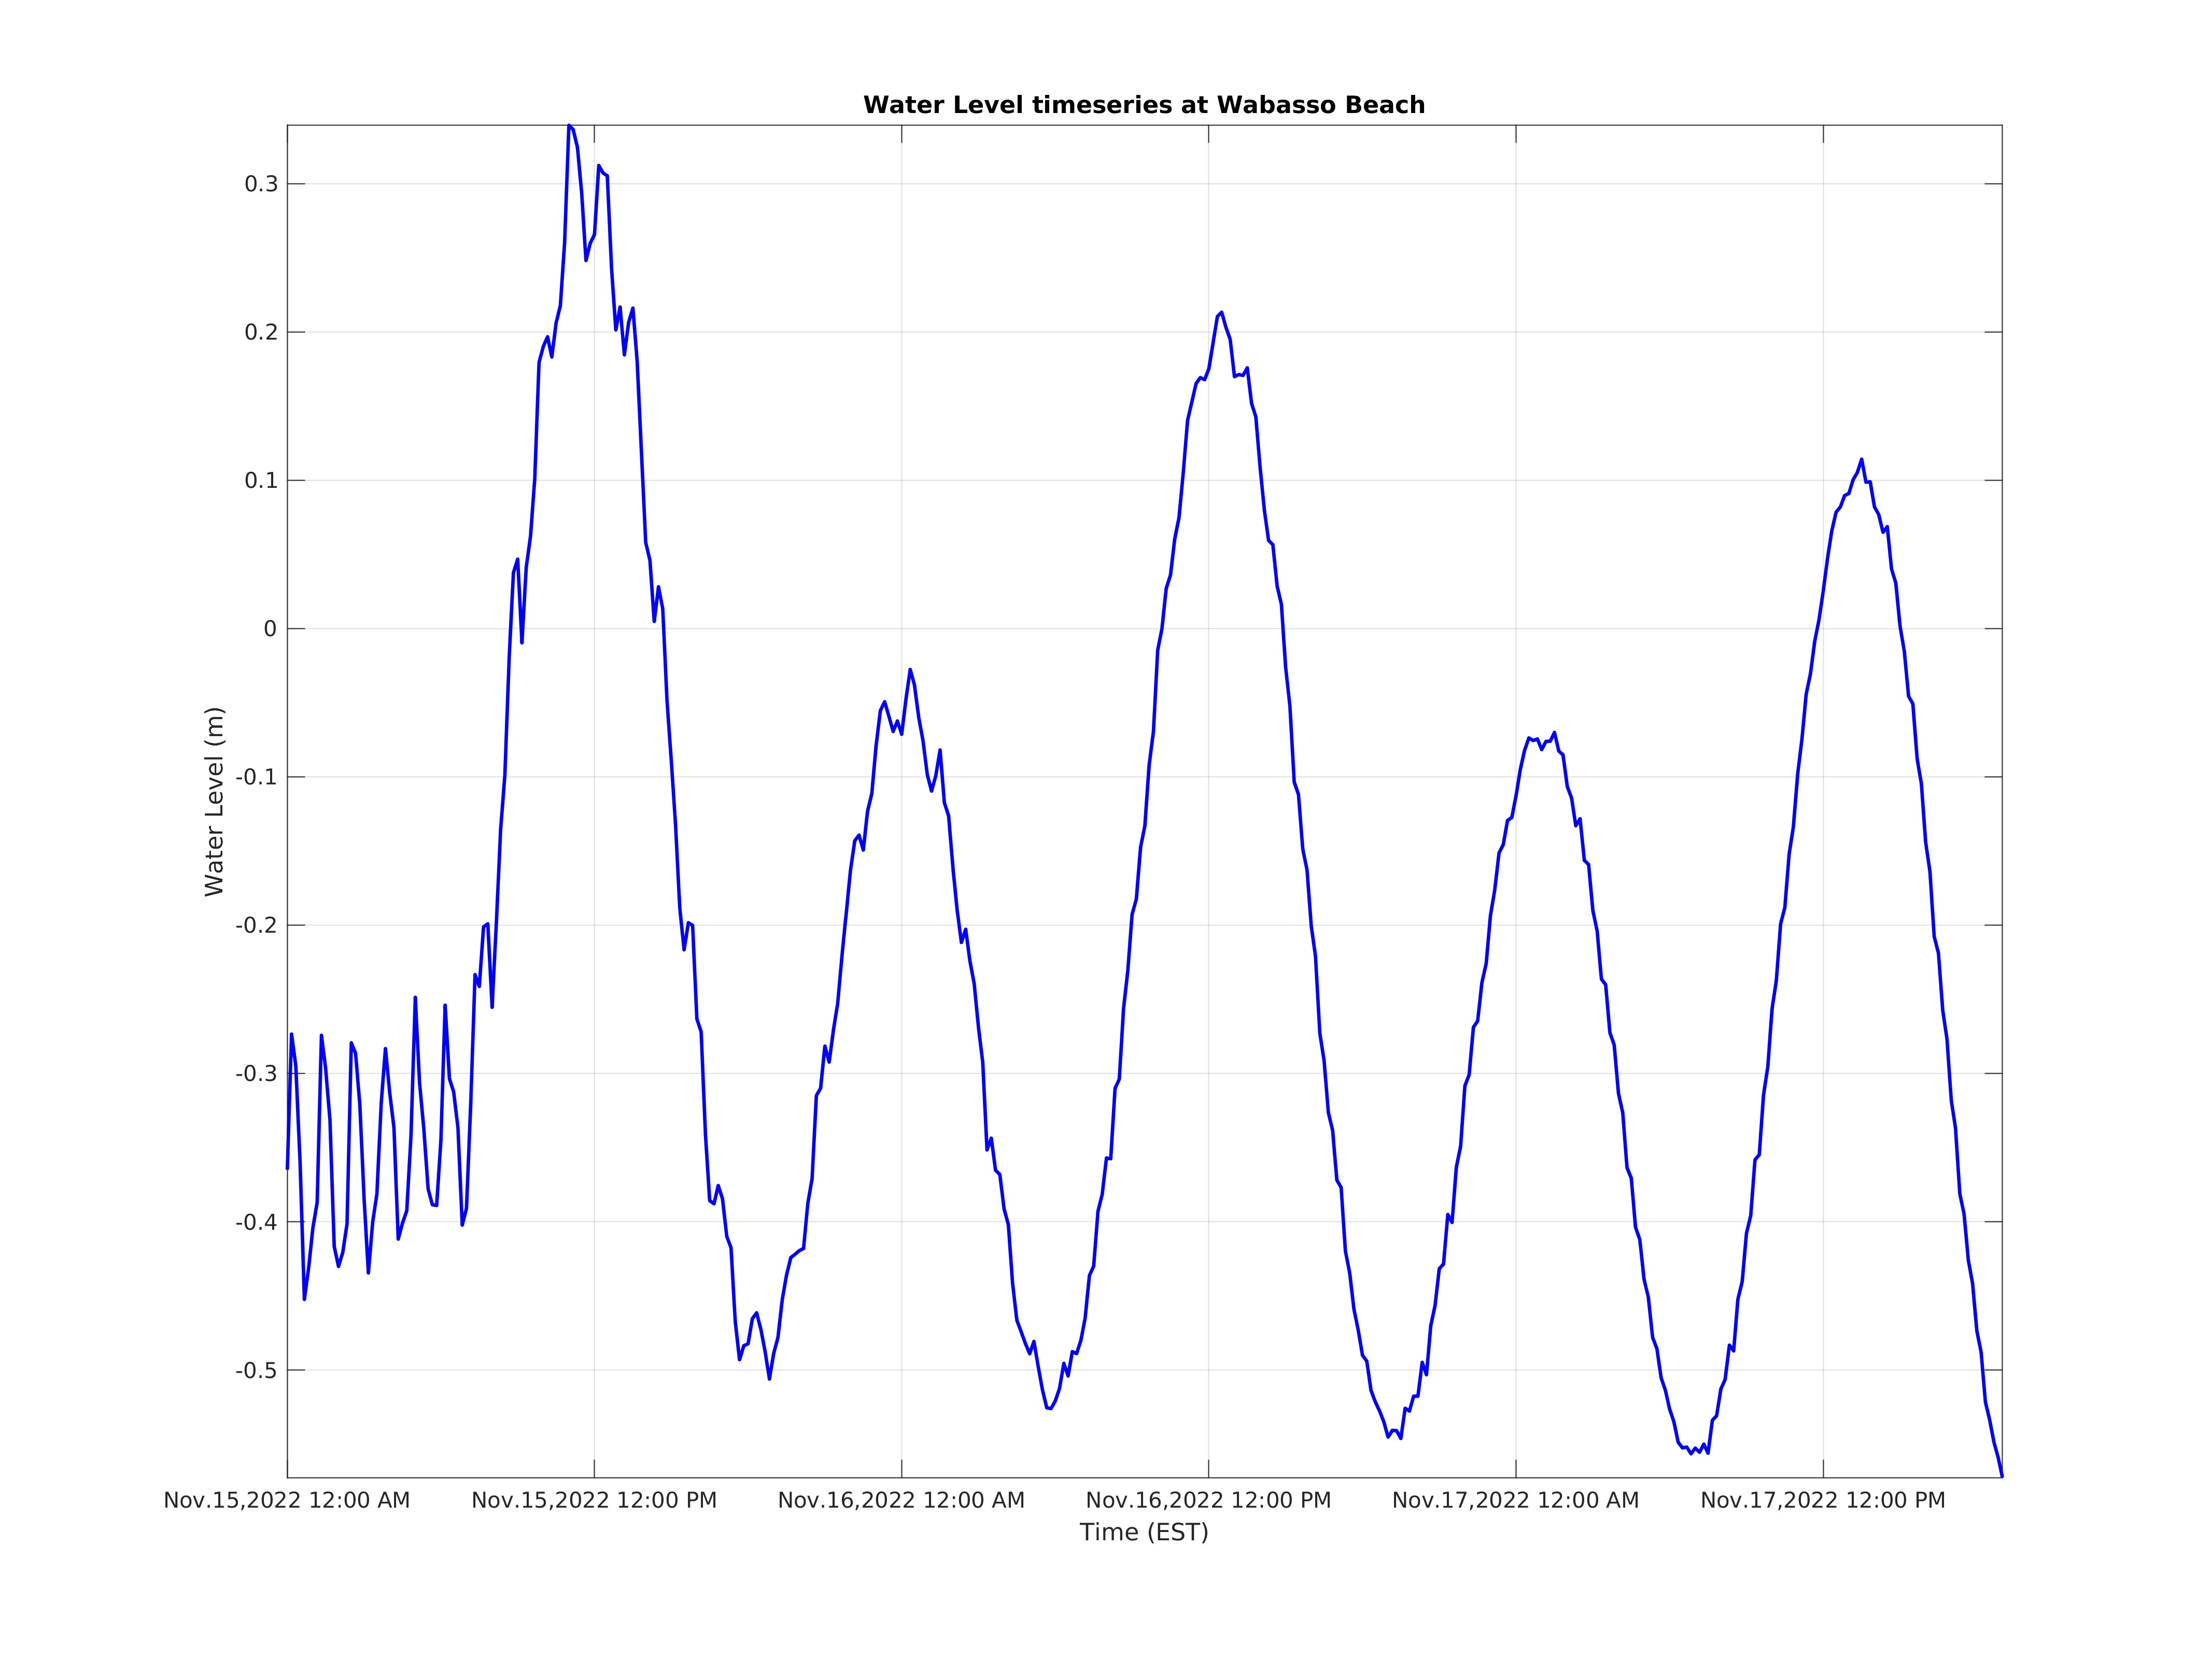 Water Level timeseries at Wabasso Beach
0.3
0.2
0.1
0
-0.1
-0.2
-0.3
-0.4
-0.5
Water Level (m)
Nov.15,2022 12:00 AM
Nov.15,2022 12:00 PM
Nov.16,2022 12:00 AM
Nov.16,2022 12:00 PM
Nov.17,2022 12:00 AM
Nov.17,2022 12:00 PM
Time (EST)